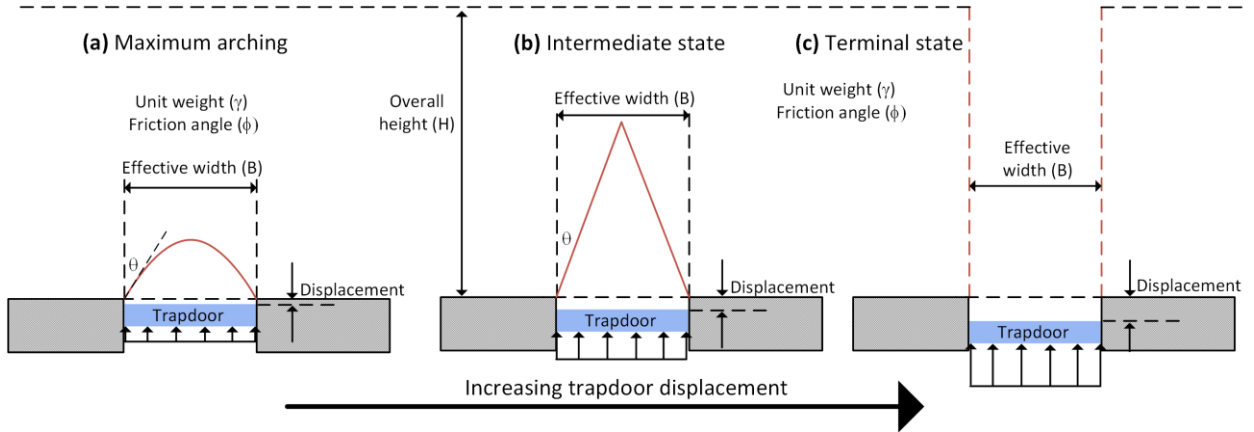 (a) Maximum arching
Unit weight (γ)
Friction angle (ϕ)
Effective width (B)
θ
Displacement
Trapdoor
Overall
height (H)
(b) Intermediate state
Effective width (B)
θ
Displacement
Trapdoor
(c) Terminal state
Unit weight (γ)
Friction angle (ϕ)
Effective
width (B)
Displacement
Trapdoor
Increasing trapdoor displacement